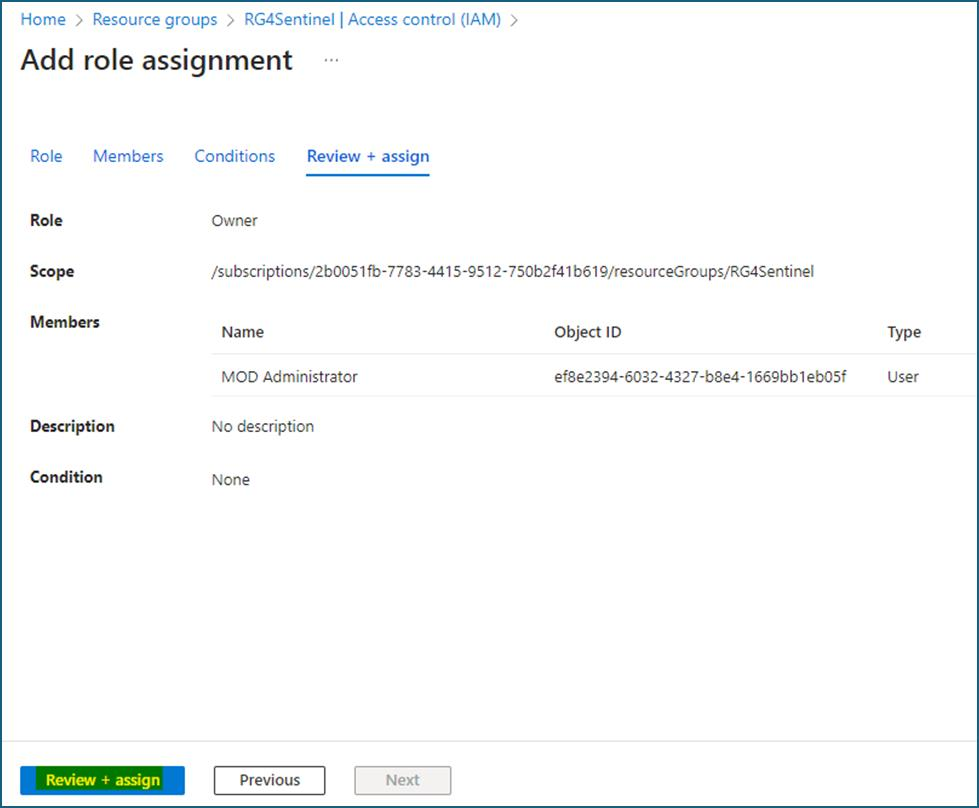 Home > Resource groups > RG4Sentinel | Access control (IAM) >
Add role assignment ...
Role Members Conditions Review + assign
Role Owner
Scope /subscriptions/2b0051fb-7783-4415-9512-750b2f41b619/resourceGroups/RG4Sentinel
Members Name Object ID Type
MOD Administrator ef8e2394-6032-4327-b8e4-1669bb1eb05f User
Description No description
Condition None
Review + assign Previous Next